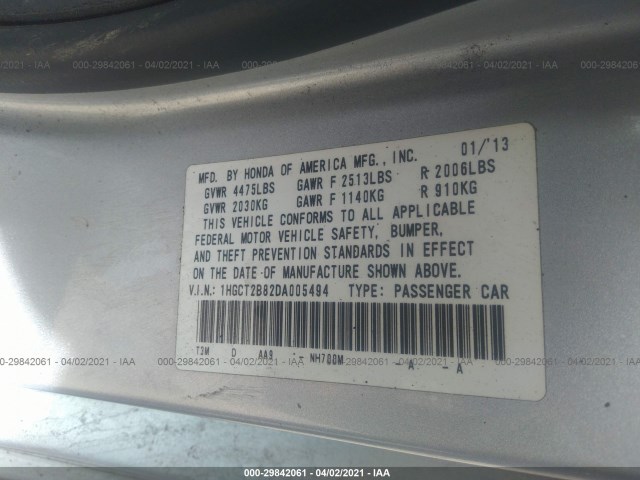 000-29842061 - 04/02/2021 - IAA
MFD. BY HONDA OF AMERICA MFG., INC. 01/'13
GVWR 4475LBS GAWR F 2513LBS R 2006LBS
GVWR 2030KG GAWR F 1140KG R 910KG
THIS VEHICLE CONFORMS TO ALL APPLICABLE
FEDERAL MOTOR VEHICLE SAFETY, BUMPER,
AND THEFT PREVENTION STANDARDS IN EFFECT
ON THE DATE OF MANUFACTURE SHOWN ABOVE.
V.I.N.: 1HGCT2B82DA005494 TYPE: PASSENGER CAR
T3M D AA9 -- NH700M -A -A
000-29842061 - 04/02/2021 - IAA
000-29842061 - 04/02/2021 - IAA